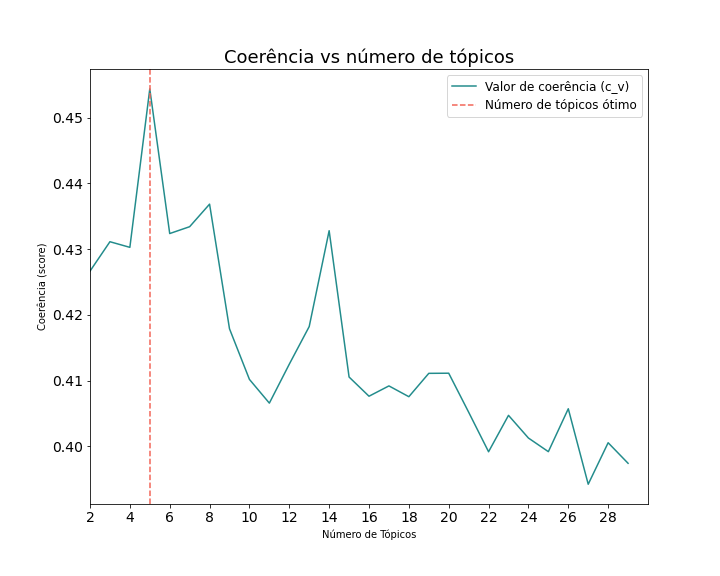 Coerência vs número de tópicos
Valor de coerência (c_v)
Número de tópicos ótimo
Coerência (score)
0.45
0.44
0.43
0.42
0.41
0.40
2 4 6 8 10 12 14 16 18 20 22 24 26 28
Número de Tópicos